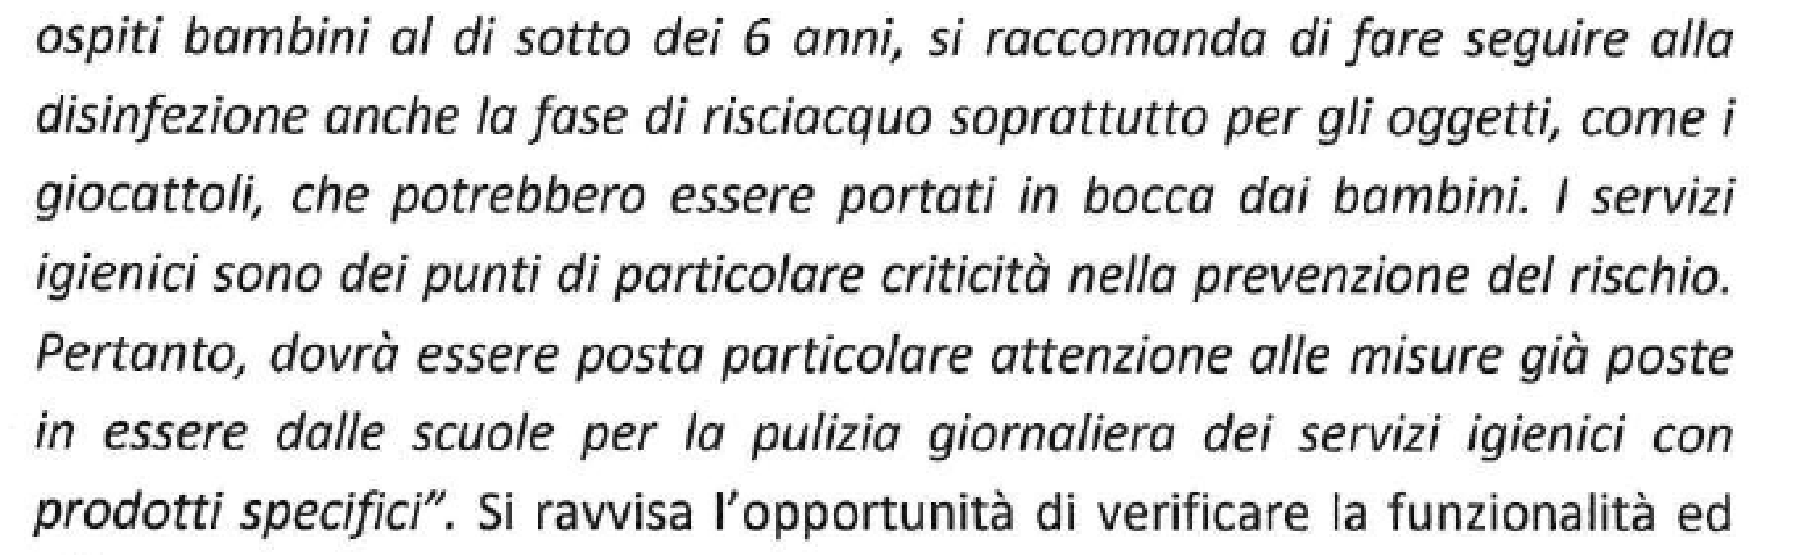 ospiti bambini al di sotto dei 6 anni, si raccomanda di fare seguire alla
disinfezione anche la fase di risciacquo soprattutto per gli oggetti, come i
giocattoli, che potrebbero essere portati in bocca dai bambini. I servizi
igienici sono dei punti di particolare criticità nella prevenzione del rischio.
Pertanto, dovrà essere posta particolare attenzione alle misure già poste
in essere dalle scuole per la pulizia giornaliera dei servizi igienici con
prodotti specifici”. Si ravvisa l’opportunità di verificare la funzionalità ed